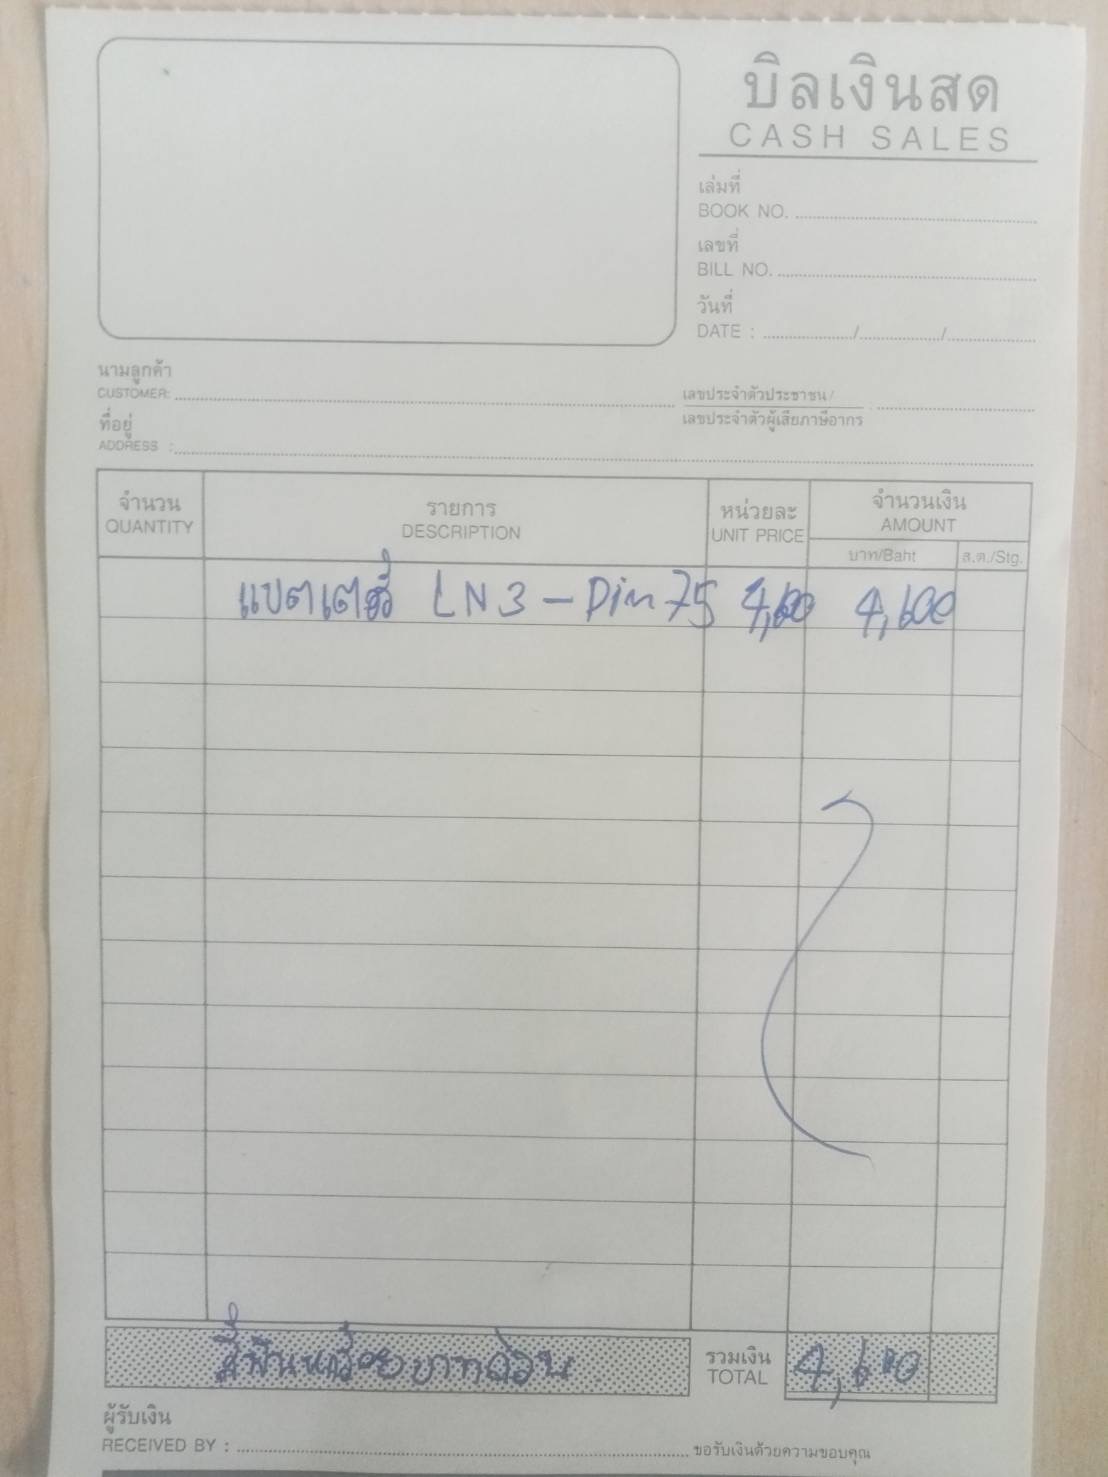 บิลเงินสด
CASH SALES
เล่มที่
BOOK NO.
เลขที่
BILL NO.
วันที่
DATE : / /
นามลูกค้า
CUSTOMER:
เลขประจำตัวประชาชน/
เลขประจำตัวผู้เสียภาษีอากร
ที่อยู่
ADDRESS :
จำนวน รายการ หน่วยละ จำนวนเงิน
QUANTITY DESCRIPTION UNIT PRICE AMOUNT
บาท/Baht ส.ต./Stg.
แบตเตอรี่ LN3 - Din 75 4,600 4,600
สี่พันหกร้อยบาทถ้วน รวมเงิน TOTAL 4,600
ผู้รับเงิน
RECEIVED BY : ขอรับเงินด้วยความขอบคุณ